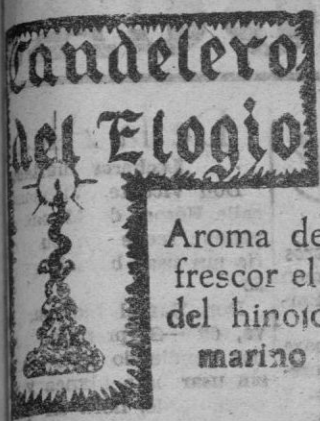 Candelero
del Elogio
Aroma de
frescor el
del hinojo
marino